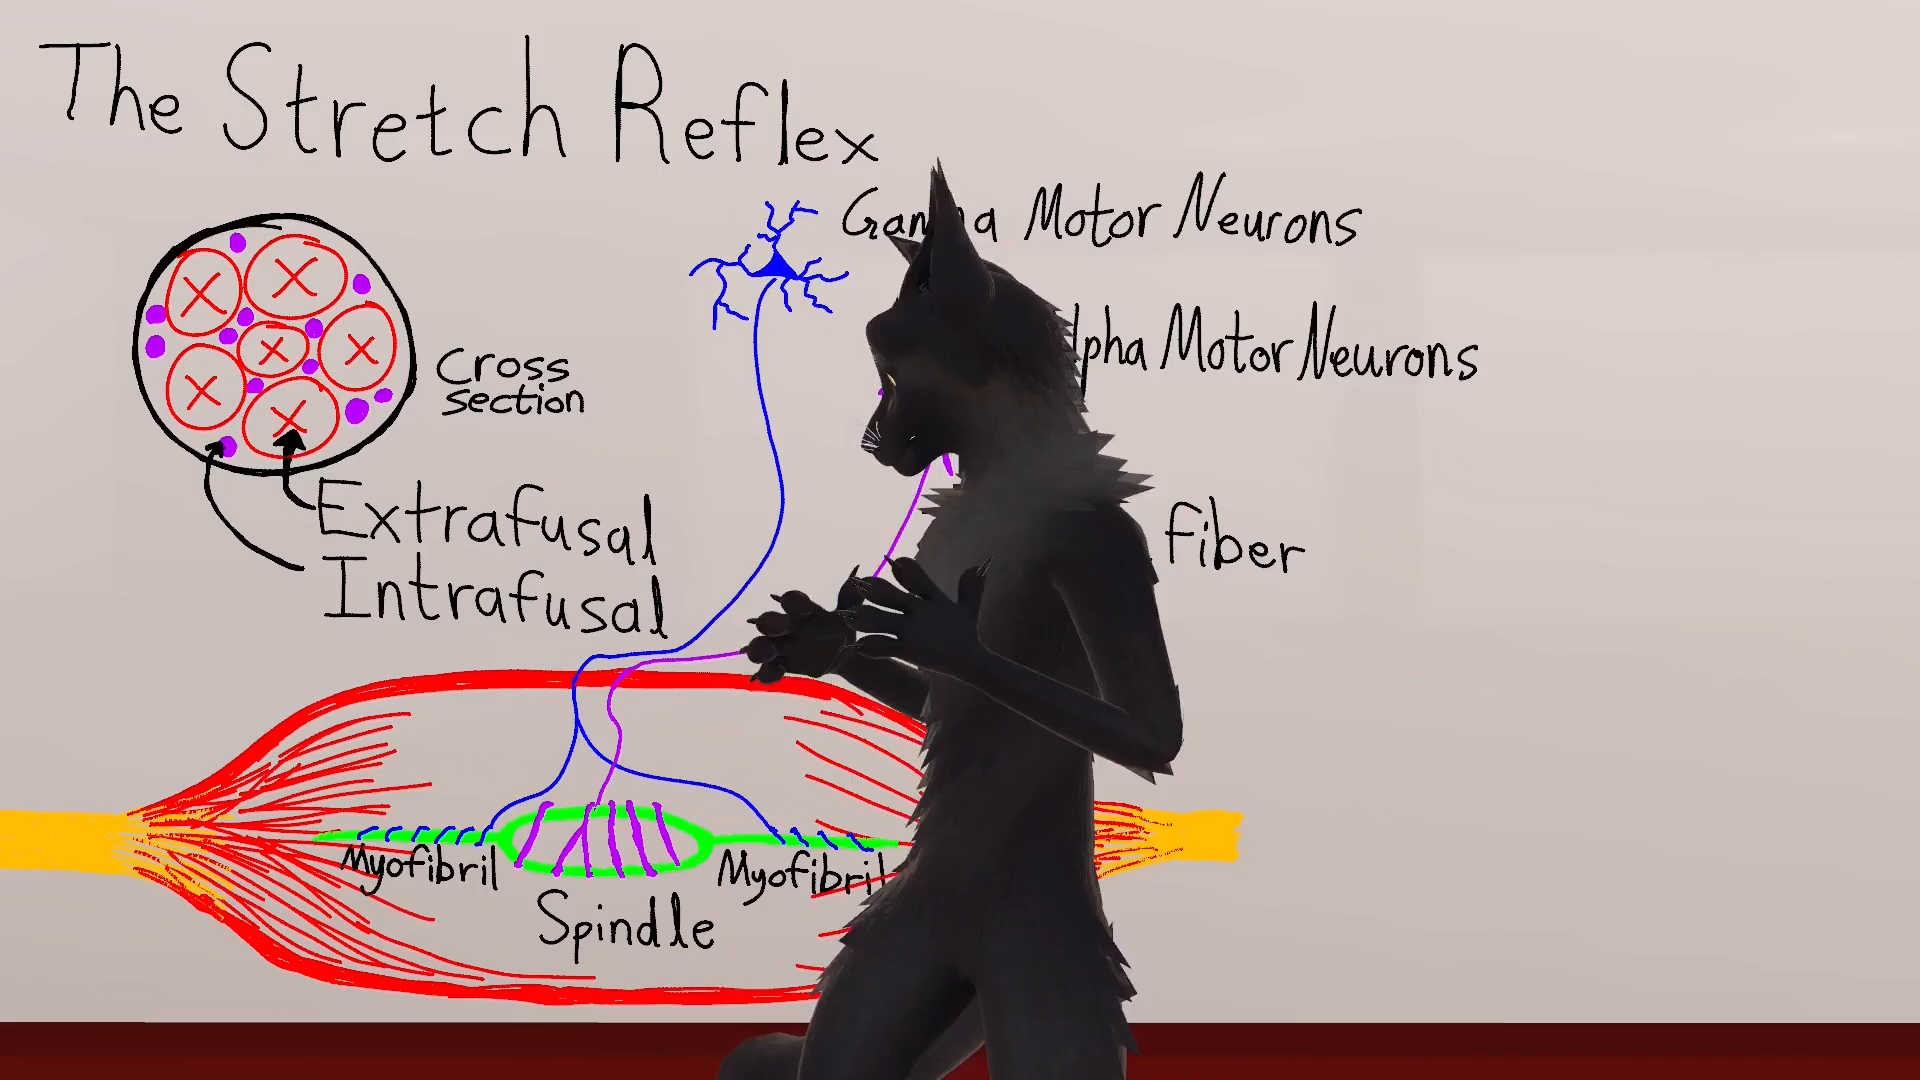 The Stretch Reflex
Motor Neurons
Motor Neurons
Cross
section
Extrafusal
Intrafusal
fiber
Myofibril
Myofibril
Spindle